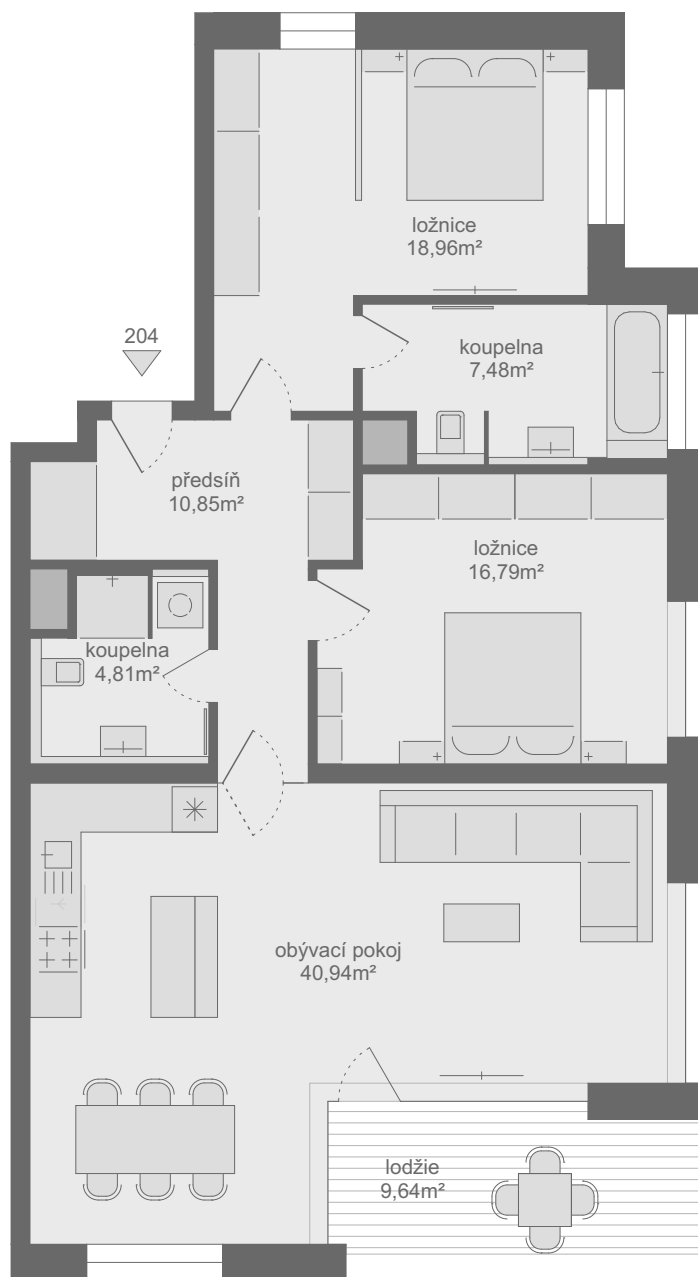 ložnice
18,96m²
204
koupelna
7,48m²
předsíň
10,85m²
ložnice
16,79m²
koupelna
4,81m²
obývací pokoj
40,94m²
lodžie
9,64m²